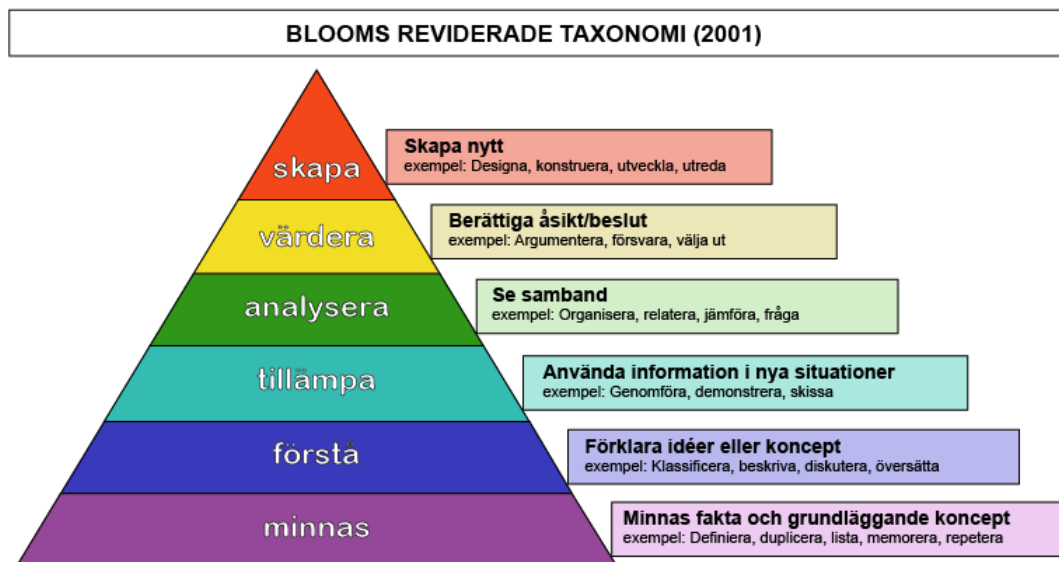 BLOOMS REVIDERADE TAXONOMI (2001)
skapa
Skapa nytt
exempel: Designa, konstruera, utveckla, utreda
värdera
Berättiga åsikt/beslut
exempel: Argumentera, försvara, välja ut
analysera
Se samband
exempel: Organisera, relatera, jämföra, fråga
tillämpa
Använda information i nya situationer
exempel: Genomföra, demonstrera, skissa
förstå
Förklara idéer eller koncept
exempel: Klassificera, beskriva, diskutera, översätta
minnas
Minnas fakta och grundläggande koncept
exempel: Definiera, duplicera, lista, memorera, repetera